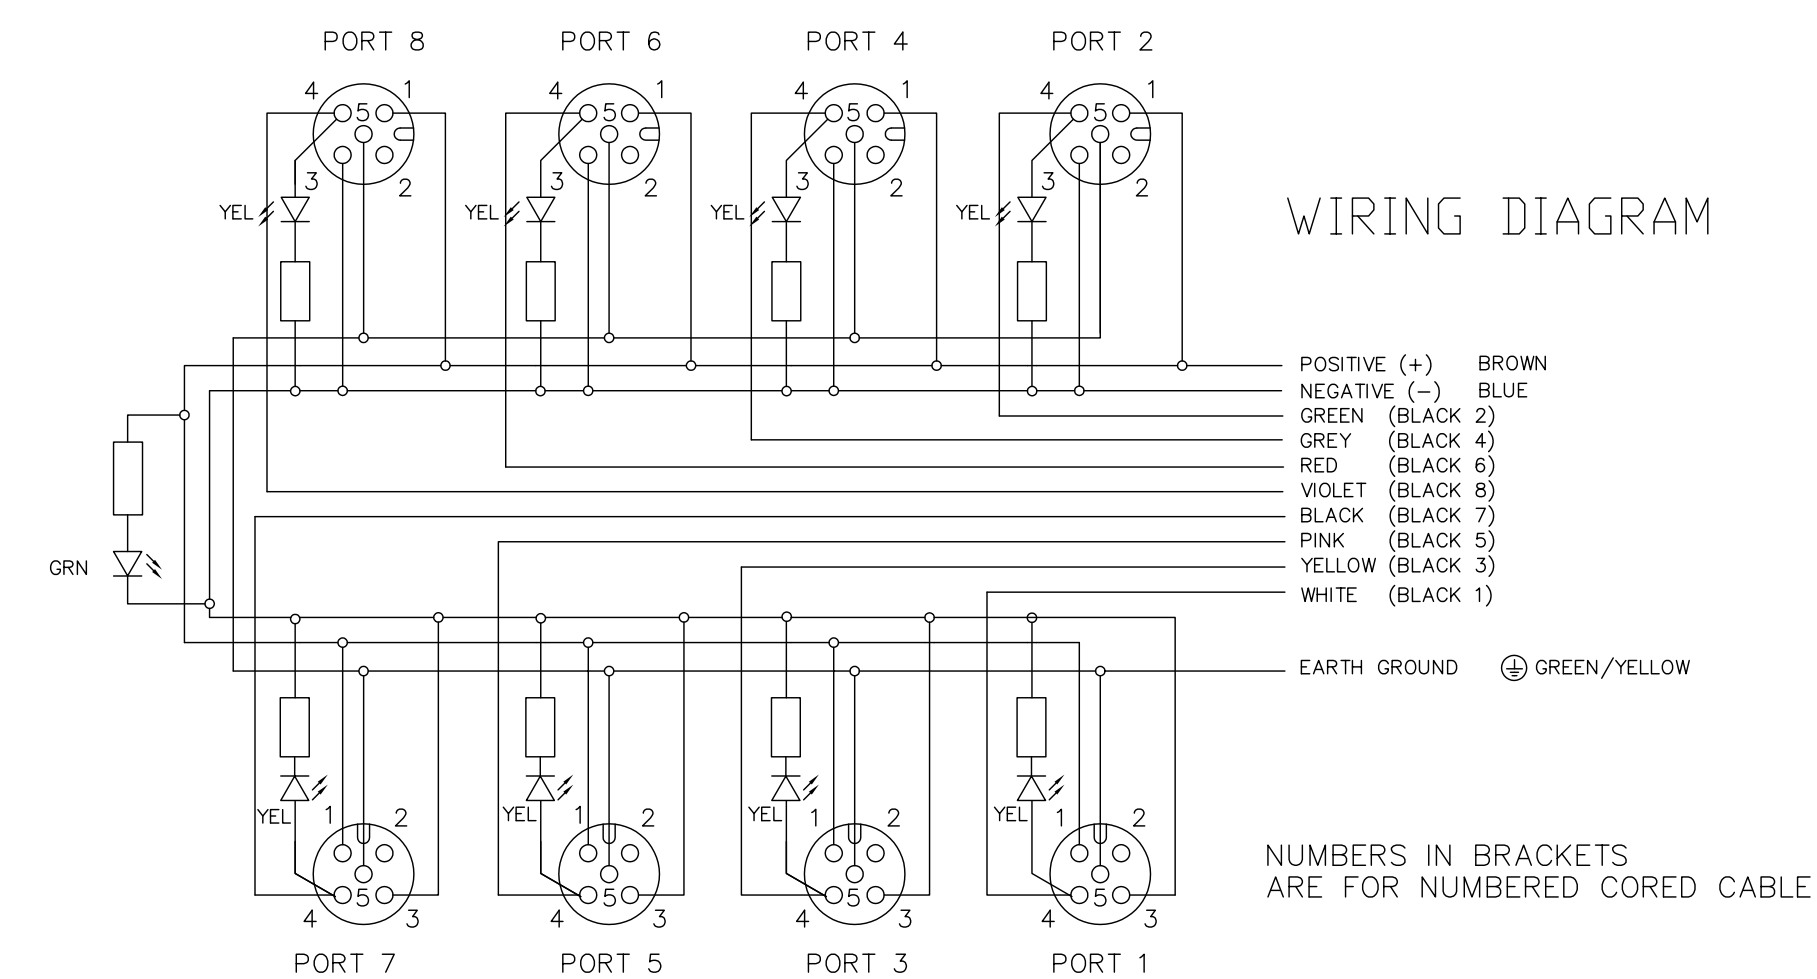 PORT 8 PORT 6 PORT 4 PORT 2
4 1 4 1 4 1 4 1
5 5 5 5
3 2 3 2 3 2 3 2
YEL YEL YEL YEL
WIRING DIAGRAM
POSITIVE (+) BROWN
NEGATIVE (−) BLUE
GREEN (BLACK 2)
GREY (BLACK 4)
RED (BLACK 6)
VIOLET (BLACK 8)
BLACK (BLACK 7)
PINK (BLACK 5)
YELLOW (BLACK 3)
WHITE (BLACK 1)
GRN
EARTH GROUND GREEN/YELLOW
YEL 1 2 YEL 1 2 YEL 1 2 YEL 1 2
5 5 5 5
4 3 4 3 4 3 4 3
PORT 7 PORT 5 PORT 3 PORT 1
NUMBERS IN BRACKETS
ARE FOR NUMBERED CORED CABLE